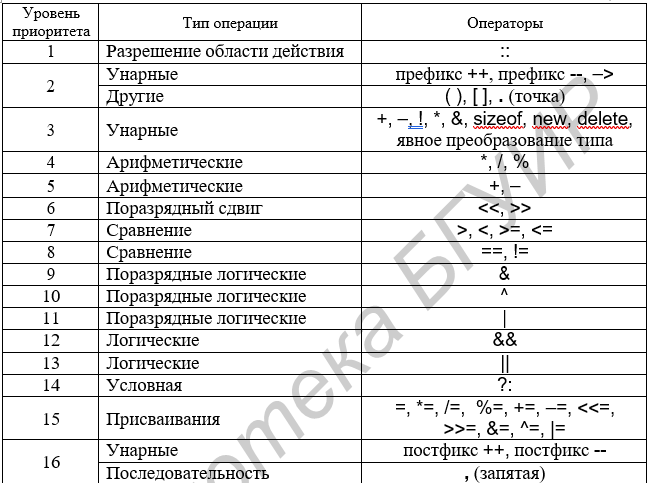 Уровень приоритета Тип операции Операторы
1 Разрешение области действия ::
2 Унарные префикс ++, префикс --, –>
Другие ( ), [ ], . (точка)
3 Унарные +, –, !, *, &, sizeof, new, delete,
явное преобразование типа
4 Арифметические *, /, %
5 Арифметические +, –
6 Поразрядный сдвиг <<, >>
7 Сравнение >, <, >=, <=
8 Сравнение ==, !=
9 Поразрядные логические &
10 Поразрядные логические ^
11 Поразрядные логические |
12 Логические &&
13 Логические ||
14 Условная ?:
15 Присваивания =, *=, /=, %=, +=, –=, <<=,
>>=, &=, ^=, |=
16 Унарные постфикс ++, постфикс --
Последовательность , (запятая)
отека БГУИР